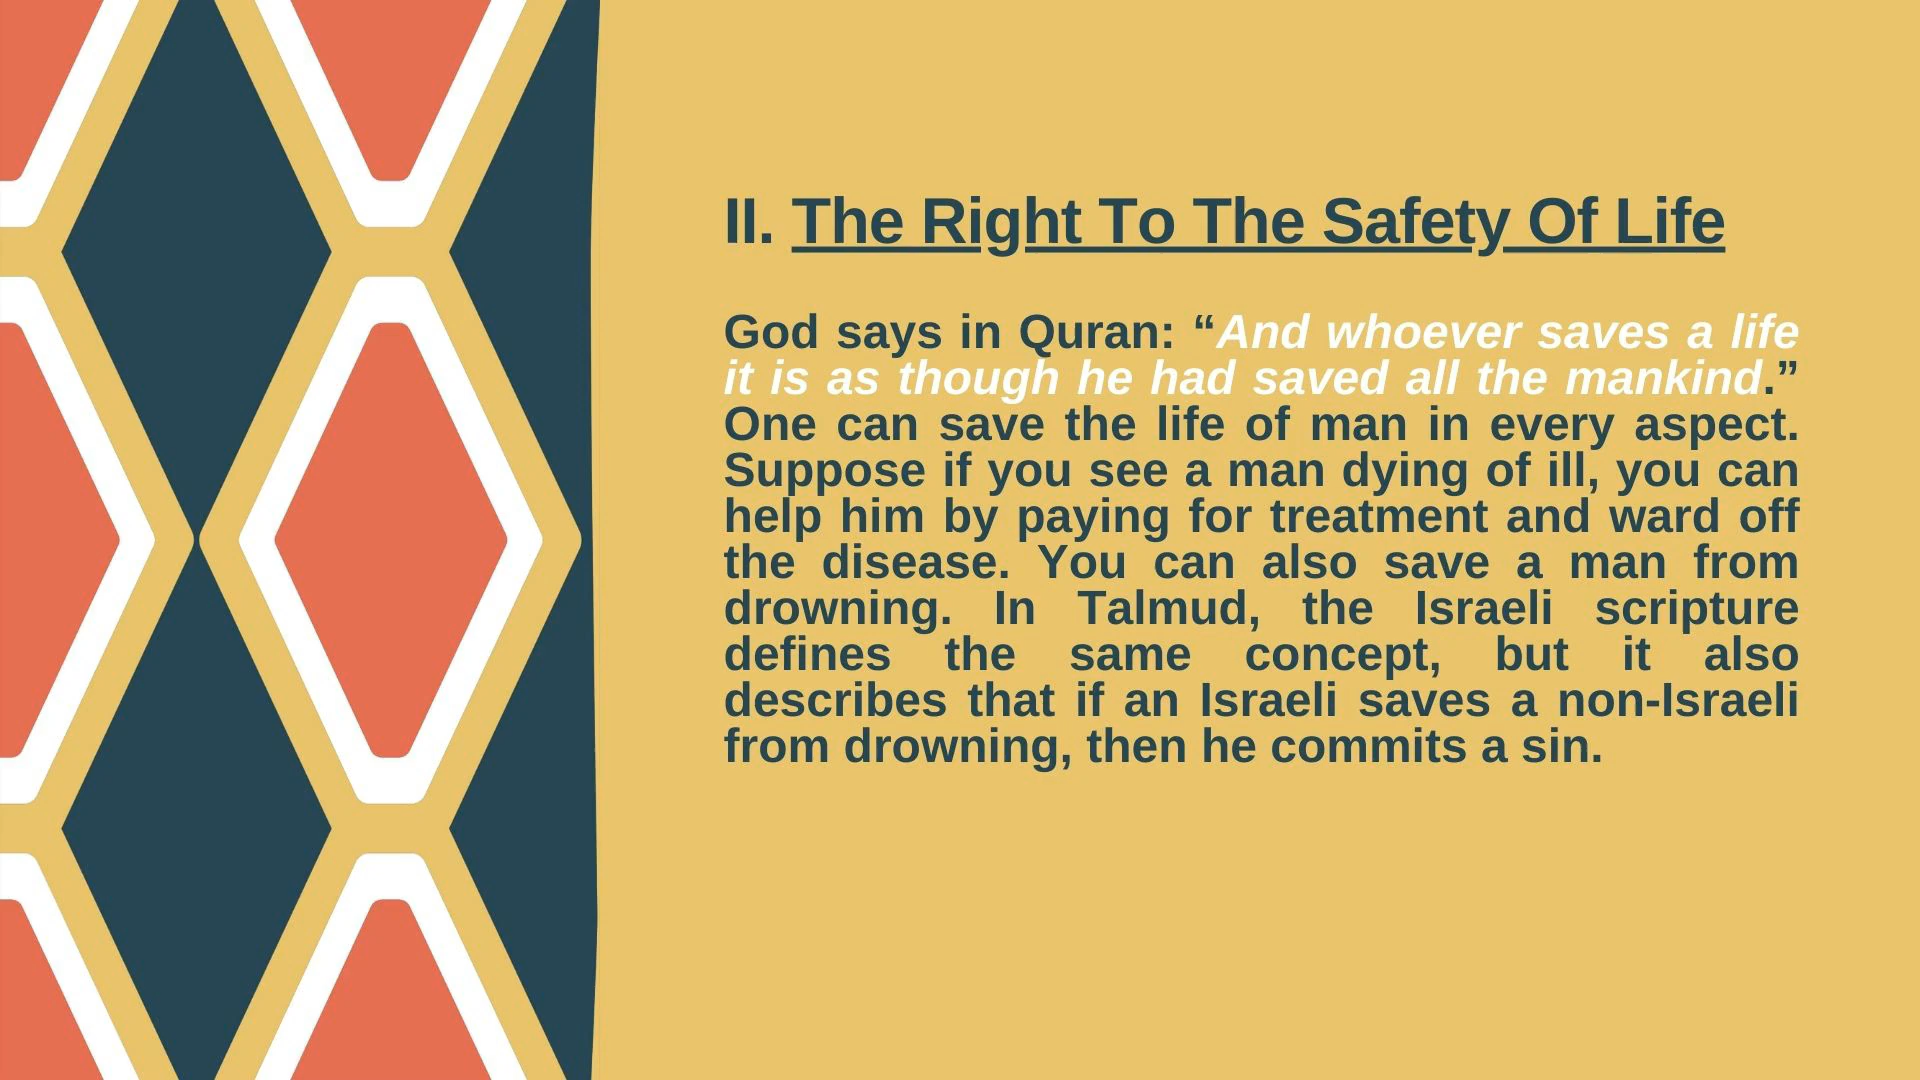 II. The Right To The Safety Of Life
God says in Quran: “And whoever saves a life
it is as though he had saved all the mankind.”
One can save the life of man in every aspect.
Suppose if you see a man dying of ill, you can
help him by paying for treatment and ward off
the disease. You can also save a man from
drowning. In Talmud, the Israeli scripture
defines the same concept, but it also
describes that if an Israeli saves a non-Israeli
from drowning, then he commits a sin.